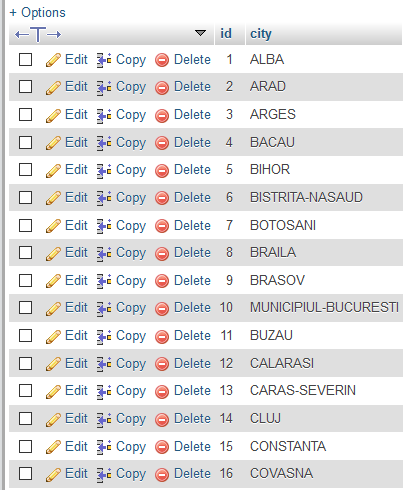 + Options
id city
Edit Copy Delete 1 ALBA
Edit Copy Delete 2 ARAD
Edit Copy Delete 3 ARGES
Edit Copy Delete 4 BACAU
Edit Copy Delete 5 BIHOR
Edit Copy Delete 6 BISTRITA-NASAUD
Edit Copy Delete 7 BOTOSANI
Edit Copy Delete 8 BRAILA
Edit Copy Delete 9 BRASOV
Edit Copy Delete 10 MUNICIPIUL-BUCURESTI
Edit Copy Delete 11 BUZAU
Edit Copy Delete 12 CALARASI
Edit Copy Delete 13 CARAS-SEVERIN
Edit Copy Delete 14 CLUJ
Edit Copy Delete 15 CONSTANTA
Edit Copy Delete 16 COVASNA